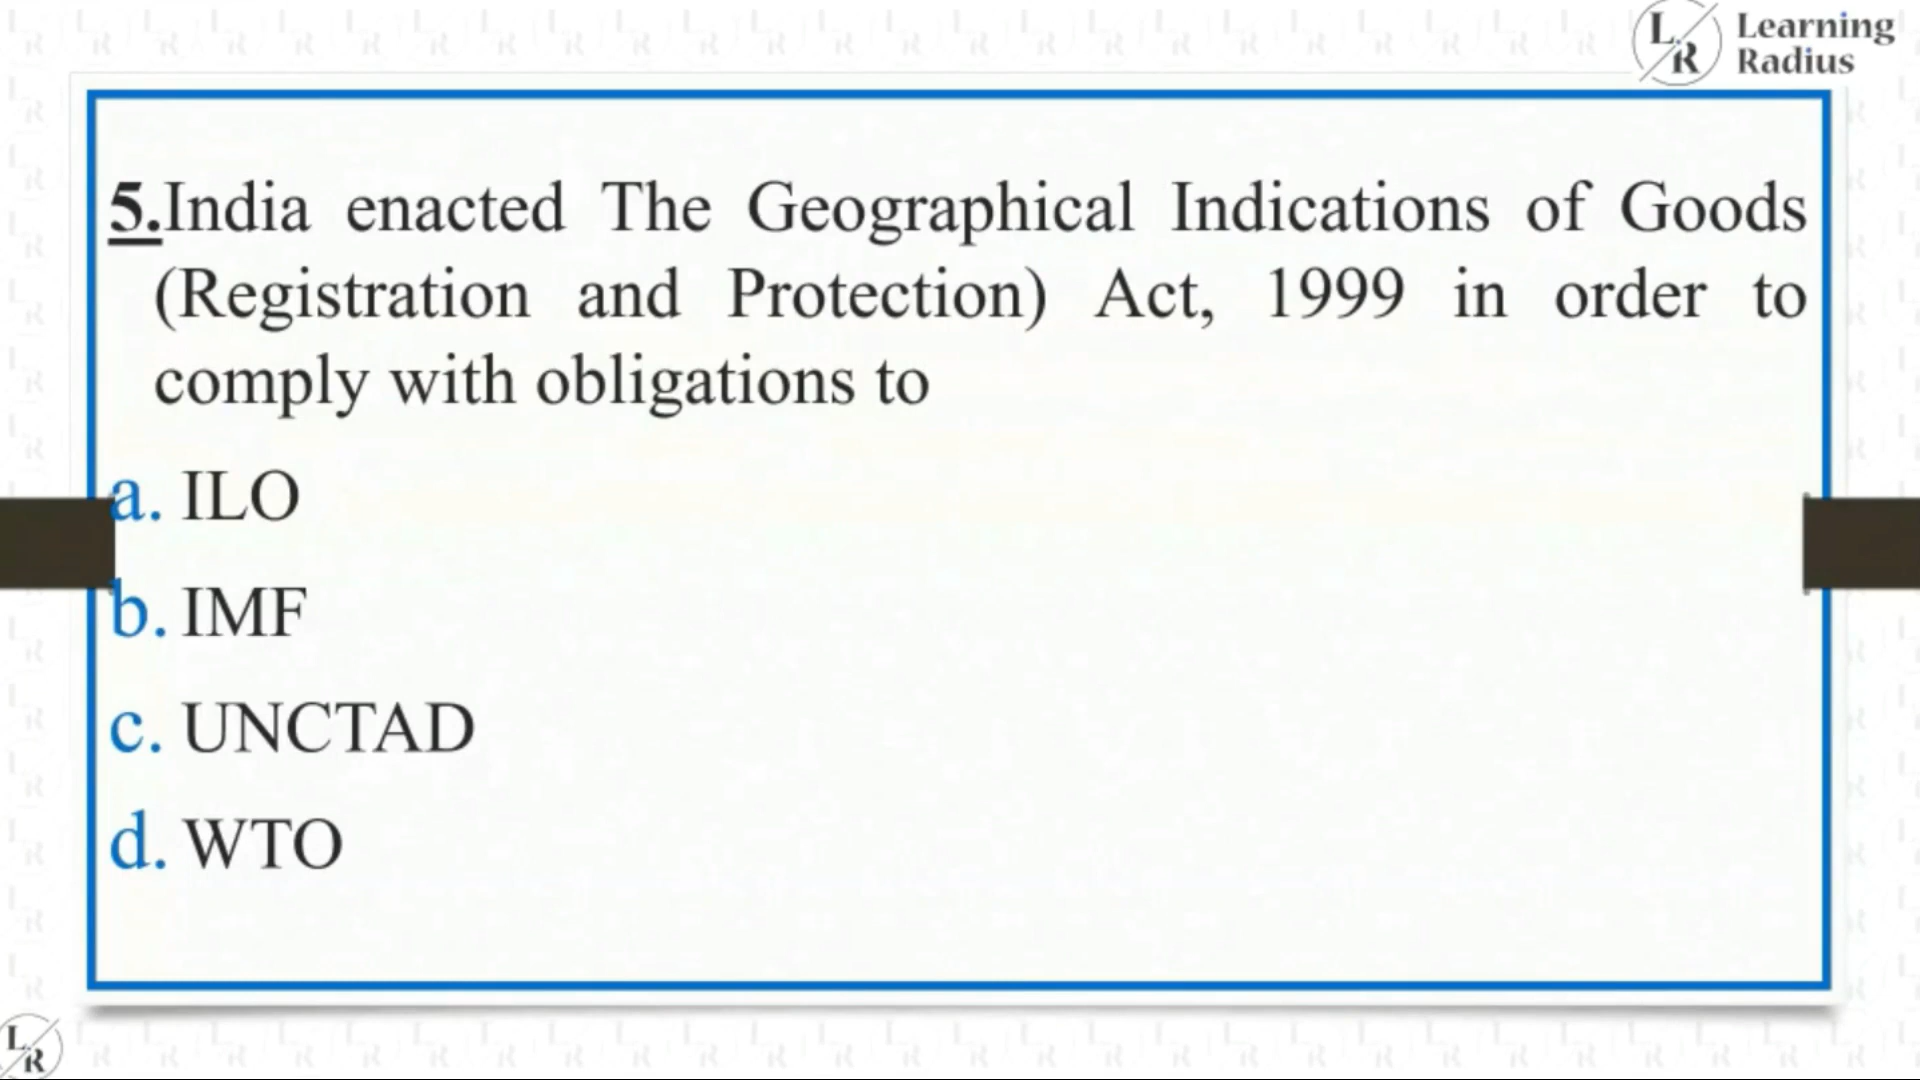 Learning
Radius
5.India enacted The Geographical Indications of Goods
(Registration and Protection) Act, 1999 in order to
comply with obligations to
a. ILO
b. IMF
c. UNCTAD
d. WTO
LR